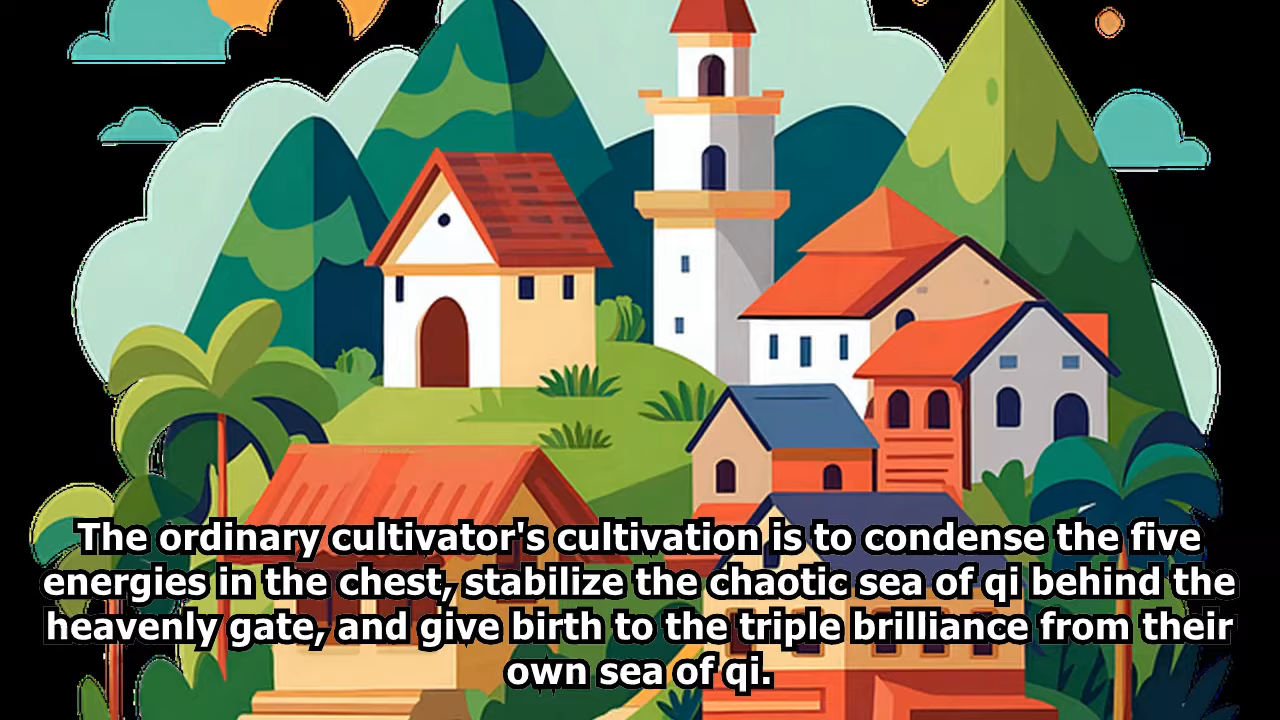 The ordinary cultivator's cultivation is to condense the five
energies in the chest, stabilize the chaotic sea of qi behind the
heavenly gate, and give birth to the triple brilliance from their
own sea of qi.